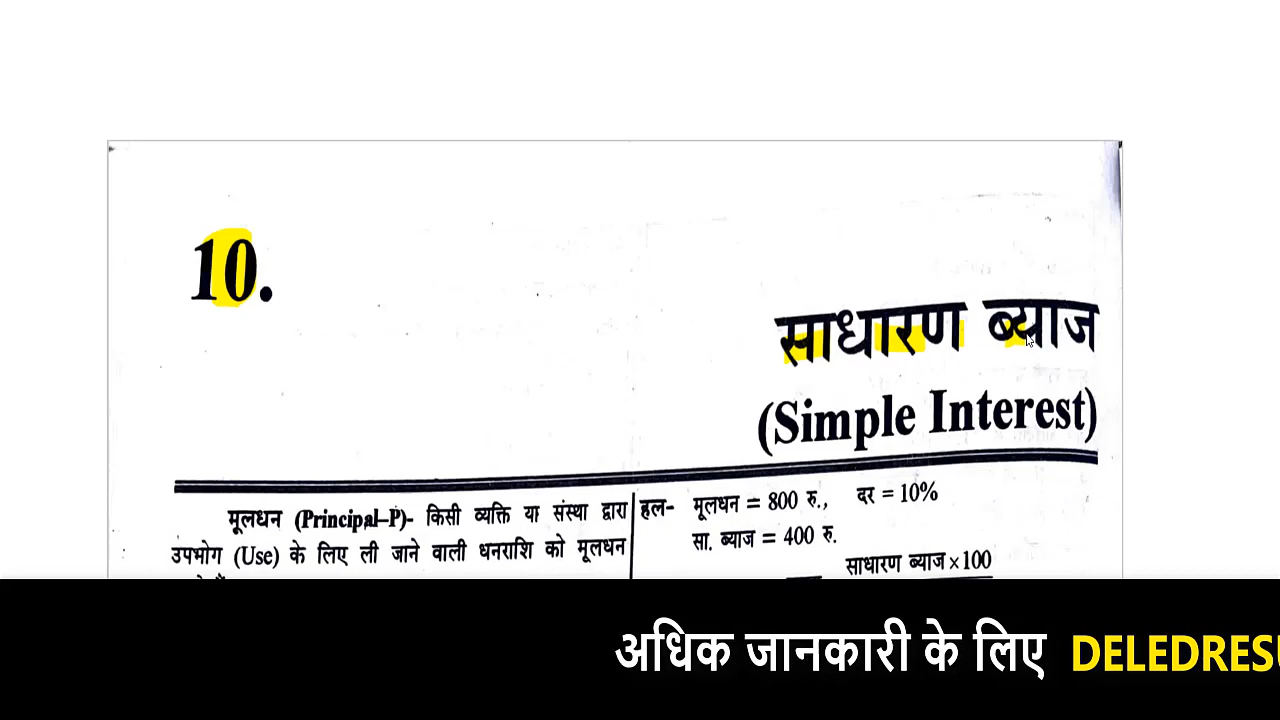 10.
साधारण ब्याज
(Simple Interest)
मूलधन (Principal–P)- किसी व्यक्ति या संस्था द्वारा
उपभोग (Use) के लिए ली जाने वाली धनराशि को मूलधन
हल- मूलधन = 800 रु., दर = 10%
सा. ब्याज = 400 रु.
साधारण ब्याज×100
अधिक जानकारी के लिए DELEDRESU